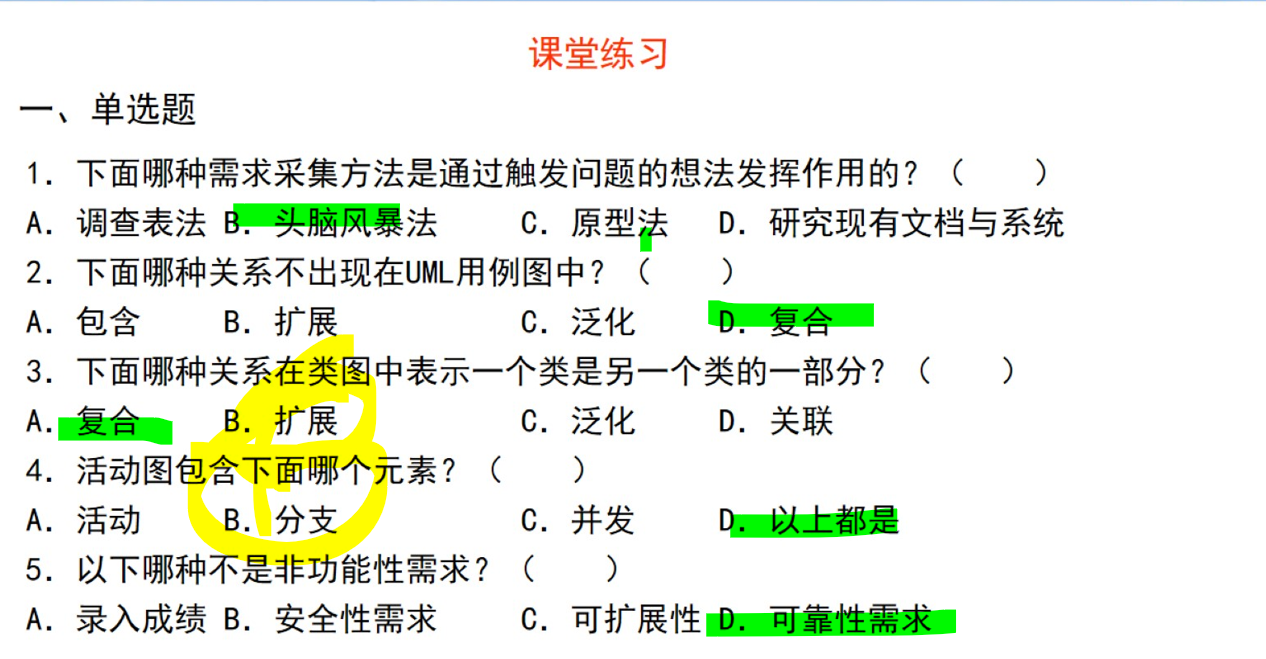 课堂练习
一、单选题
1. 下面哪种需求采集方法是通过触发问题的想法发挥作用的？（　　）
A. 调查表法 B. 头脑风暴法 C. 原型法 D. 研究现有文档与系统
2. 下面哪种关系不出现在UML用例图中？（　　）
A. 包含 B. 扩展 C. 泛化 D. 复合
3. 下面哪种关系在类图中表示一个类是另一个类的一部分？（　　）
A. 复合 B. 扩展 C. 泛化 D. 关联
4. 活动图包含下面哪个元素？（　　）
A. 活动 B. 分支 C. 并发 D. 以上都是
5. 以下哪种不是非功能性需求？（　　）
A. 录入成绩 B. 安全性需求 C. 可扩展性 D. 可靠性需求